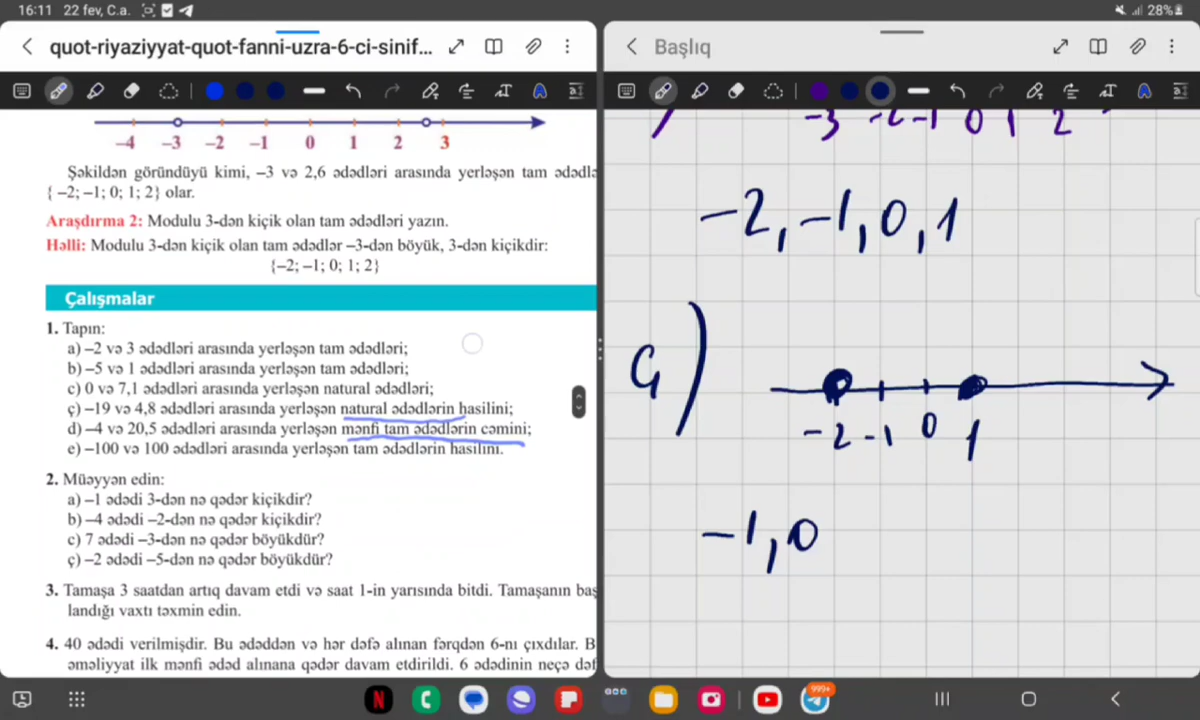 16:11 22 fev, C.a. 28%
quot-riyaziyyat-quot-fanni-uzra-6-ci-sinif...
-4 -3 -2 -1 0 1 2 3
Şəkildən göründüyü kimi, –3 və 2,6 ədədləri arasında yerləşən tam ədədlə
{ –2; –1; 0; 1; 2} olar.
Araşdırma 2: Modulu 3-dən kiçik olan tam ədədləri yazın.
Həlli: Modulu 3-dən kiçik olan tam ədədlər –3-dən böyük, 3-dən kiçikdir:
{–2; –1; 0; 1; 2}
Çalışmalar
1. Tapın:
a) –2 və 3 ədədləri arasında yerləşən tam ədədləri;
b) –5 və 1 ədədləri arasında yerləşən tam ədədləri;
c) 0 və 7,1 ədədləri arasında yerləşən natural ədədləri;
ç) –19 və 4,8 ədədləri arasında yerləşən natural ədədlərin hasilini;
d) –4 və 20,5 ədədləri arasında yerləşən mənfi tam ədədlərin cəmini;
e) –100 və 100 ədədləri arasında yerləşən tam ədədlərin hasilini.
2. Müəyyən edin:
a) –1 ədədi 3-dən nə qədər kiçikdir?
b) –4 ədədi –2-dən nə qədər kiçikdir?
c) 7 ədədi –3-dən nə qədər böyükdür?
ç) –2 ədədi –5-dən nə qədər böyükdür?
3. Tamaşa 3 saatdan artıq davam etdi və saat 1-in yarısında bitdi. Tamaşanın baş
landığı vaxtı təxmin edin.
4. 40 ədədi verilmişdir. Bu ədəddən və hər dəfə alınan fərqdən 6-nı çıxdılar. B
əməliyyat ilk mənfi ədəd alınana qədər davam etdirildi. 6 ədədinin neçə dəf
Başlıq
-3 -2 -1 0 1 2
-2, -1, 0, 1
Ç)
-2 -1 0 1
-1, 0
999+